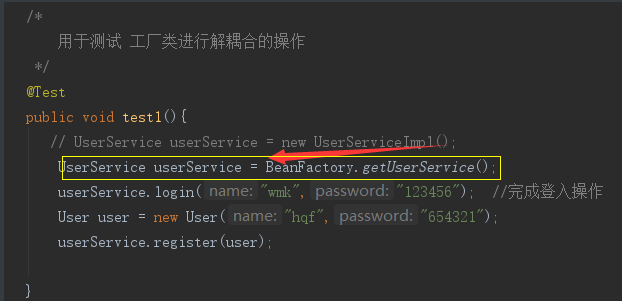 /*
用于测试 工厂类进行解耦合的操作
*/
@Test
public void test1(){
// UserService userService = new UserServiceImpl();
UserService userService = BeanFactory.getUserService();
userService.login( name: "wmk", password: "123456"); //完成登入操作
User user = new User( name: "hqf", password: "654321");
userService.register(user);
}